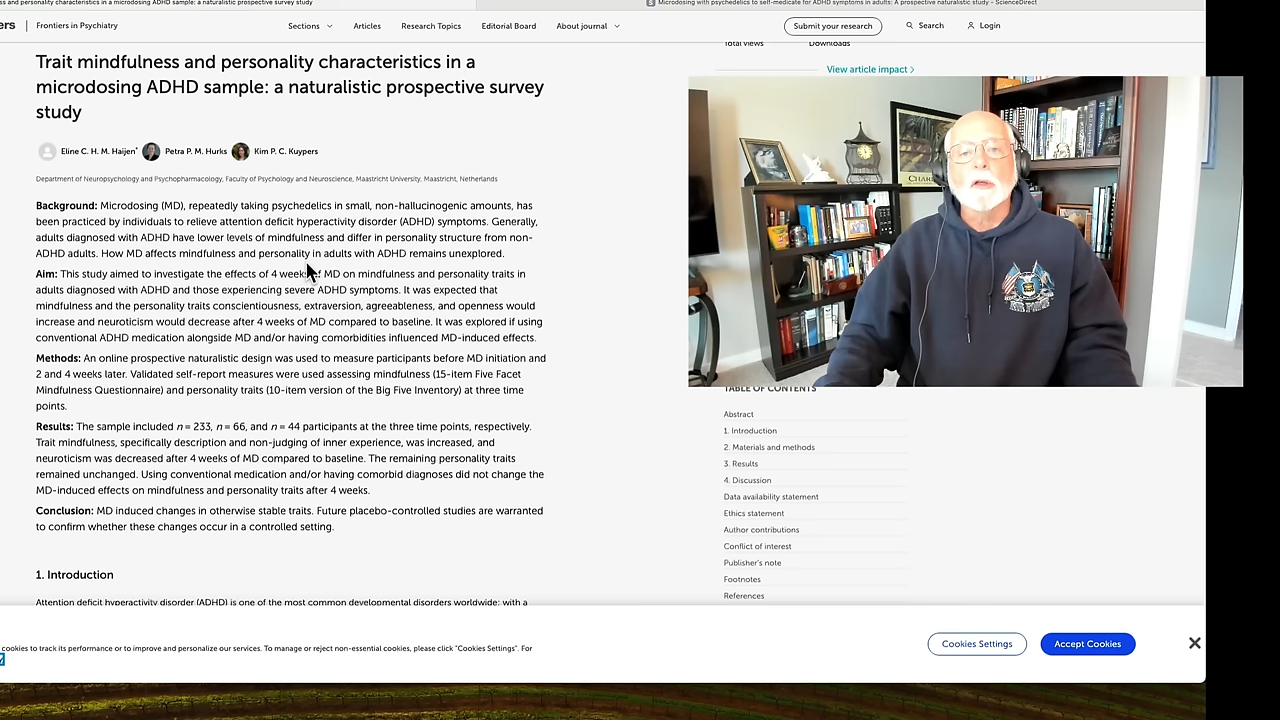 ss and personality characteristics in a microdosing ADHD sample: a naturalistic prospective survey study
Microdosing with psychedelics to self-medicate for ADHD symptoms in adults: A prospective naturalistic study - ScienceDirect
ers
Frontiers in Psychiatry
Sections
Articles
Research Topics
Editorial Board
About journal
Submit your research
Search
Login
Total views
Downloads
View article impact
Trait mindfulness and personality characteristics in a
microdosing ADHD sample: a naturalistic prospective survey
study
Eline C. H. M. Haijen* Petra P. M. Hurks Kim P. C. Kuypers
Department of Neuropsychology and Psychopharmacology, Faculty of Psychology and Neuroscience, Maastricht University, Maastricht, Netherlands
Background: Microdosing (MD), repeatedly taking psychedelics in small, non-hallucinogenic amounts, has
been practiced by individuals to relieve attention deficit hyperactivity disorder (ADHD) symptoms. Generally,
adults diagnosed with ADHD have lower levels of mindfulness and differ in personality structure from non-
ADHD adults. How MD affects mindfulness and personality in adults with ADHD remains unexplored.
Aim: This study aimed to investigate the effects of 4 weeks of MD on mindfulness and personality traits in
adults diagnosed with ADHD and those experiencing severe ADHD symptoms. It was expected that
mindfulness and the personality traits conscientiousness, extraversion, agreeableness, and openness would
increase and neuroticism would decrease after 4 weeks of MD compared to baseline. It was explored if using
conventional ADHD medication alongside MD and/or having comorbidities influenced MD-induced effects.
Methods: An online prospective naturalistic design was used to measure participants before MD initiation and
2 and 4 weeks later. Validated self-report measures were used assessing mindfulness (15-item Five Facet
Mindfulness Questionnaire) and personality traits (10-item version of the Big Five Inventory) at three time
points.
Results: The sample included n = 233, n = 66, and n = 44 participants at the three time points, respectively.
Trait mindfulness, specifically description and non-judging of inner experience, was increased, and
neuroticism was decreased after 4 weeks of MD compared to baseline. The remaining personality traits
remained unchanged. Using conventional medication and/or having comorbid diagnoses did not change the
MD-induced effects on mindfulness and personality traits after 4 weeks.
Conclusion: MD induced changes in otherwise stable traits. Future placebo-controlled studies are warranted
to confirm whether these changes occur in a controlled setting.
1. Introduction
Attention deficit hyperactivity disorder (ADHD) is one of the most common developmental disorders worldwide; with a
TABLE OF CONTENTS
Abstract
1. Introduction
2. Materials and methods
3. Results
4. Discussion
Data availability statement
Ethics statement
Author contributions
Conflict of interest
Publisher's note
Footnotes
References
cookies to track its performance or to improve and personalize our services. To manage or reject non-essential cookies, please click "Cookies Settings". For
Cookies Settings
Accept Cookies